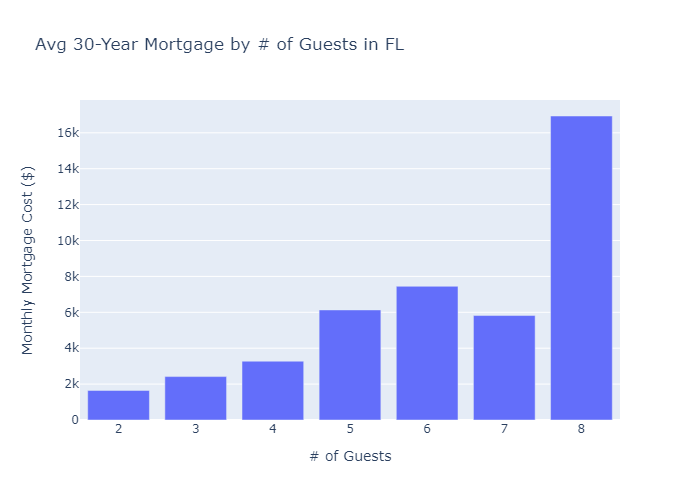 Avg 30-Year Mortgage by # of Guests in FL
Monthly Mortgage Cost ($)
16k
14k
12k
10k
8k
6k
4k
2k
0
2 3 4 5 6 7 8
# of Guests